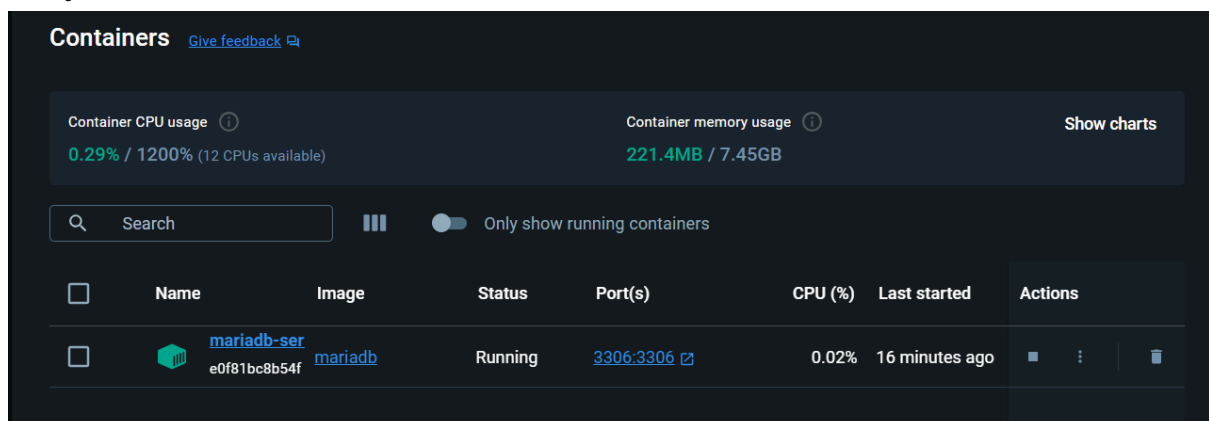 Containers Give feedback
Container CPU usage
Container memory usage
Show charts
0.29% / 1200% (12 CPUs available)
221.4MB / 7.45GB
Search
Only show running containers
Name Image Status Port(s) CPU (%) Last started Actions
mariadb-ser
e0f81bc8b54f
mariadb Running 3306:3306 0.02% 16 minutes ago